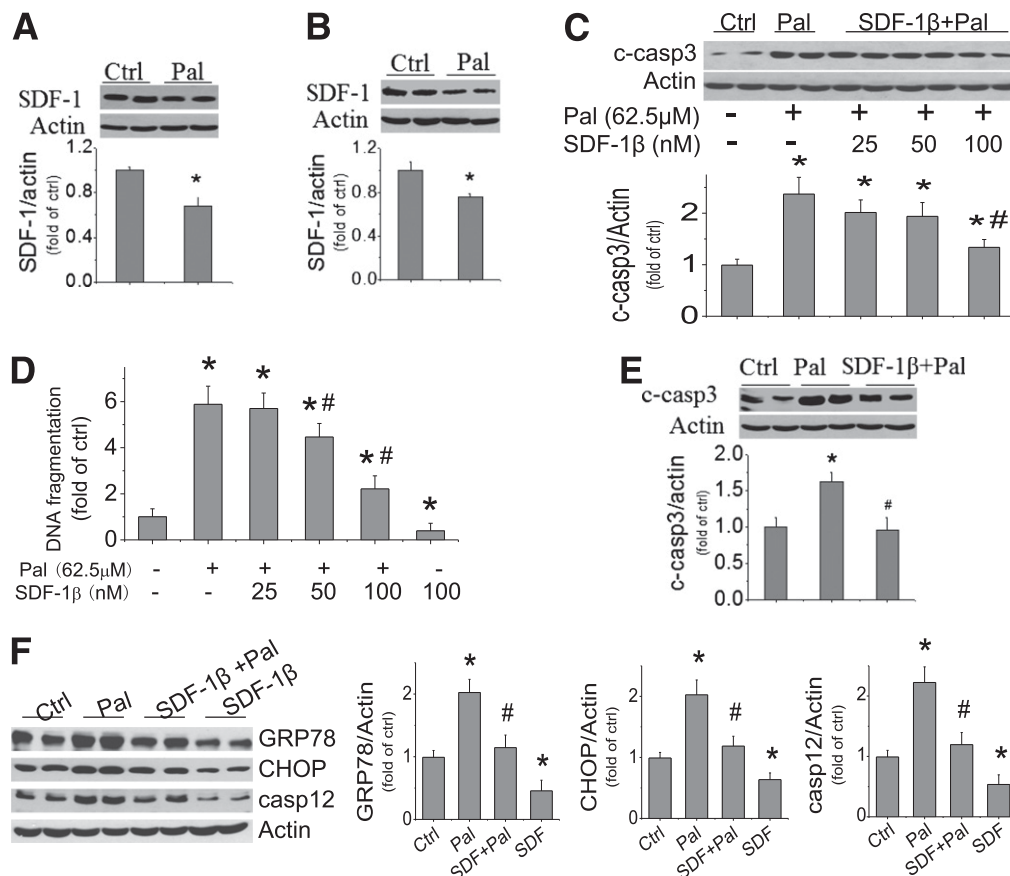 A
Ctrl Pal
SDF-1
Actin
SDF-1/actin
(fold of ctrl)
1.2
0.8
0.4
0.0
*
B
Ctrl Pal
SDF-1
Actin
SDF-1/actin
(fold of ctrl)
1.2
0.8
0.4
0.0
*
C
Ctrl Pal SDF-1β+Pal
c-casp3
Actin
Pal (62.5μM) - + + + +
SDF-1β (nM) - - 25 50 100
c-casp3/Actin
(fold of ctrl)
2
1
0
* * * *#
D
DNA fragmentation
(fold of ctrl)
6
4
2
0
* * *# *# *
Pal (62.5μM) - + + + + -
SDF-1β (nM) - - 25 50 100 100
E
Ctrl Pal SDF-1β+Pal
c-casp3
Actin
c-casp3/actin
(fold of ctrl)
2.0
1.5
1.0
0.5
0.0
* #
F
Ctrl Pal SDF-1β +Pal SDF-1β
GRP78
CHOP
casp12
Actin
GRP78/Actin
(fold of ctrl)
2
1
0
* # *
Ctrl Pal SDF+Pal SDF
CHOP/Actin
(fold of ctrl)
2
1
0
* # *
Ctrl Pal SDF+Pal SDF
casp12/Actin
(fold of ctrl)
2
1
0
* # *
Ctrl Pal SDF+Pal SDF